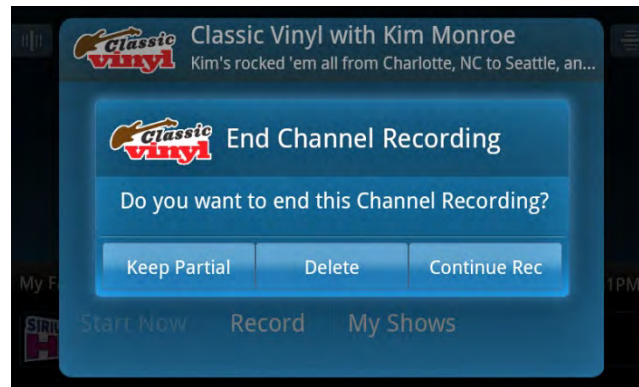 Classic Vinyl Classic Vinyl with Kim Monroe
Kim's rocked 'em all from Charlotte, NC to Seattle, an...
Classic Vinyl End Channel Recording
Do you want to end this Channel Recording?
Keep Partial Delete Continue Rec
My Fa 1PM
SIRIU Start Now Record My Shows
H